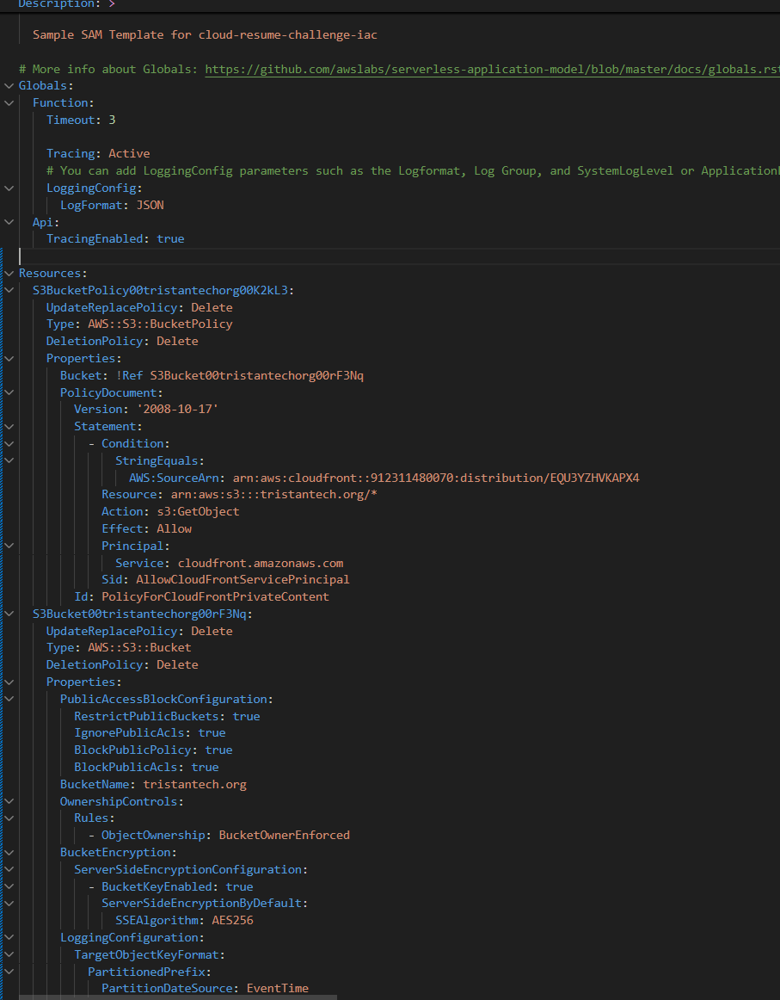 Description: >
Sample SAM Template for cloud-resume-challenge-iac
# More info about Globals: https://github.com/awslabs/serverless-application-model/blob/master/docs/globals.rst
Globals:
Function:
Timeout: 3
Tracing: Active
# You can add LoggingConfig parameters such as the Logformat, Log Group, and SystemLogLevel or Application
LoggingConfig:
LogFormat: JSON
Api:
TracingEnabled: true
Resources:
S3BucketPolicy00tristantechorg00K2kL3:
UpdateReplacePolicy: Delete
Type: AWS::S3::BucketPolicy
DeletionPolicy: Delete
Properties:
Bucket: !Ref S3Bucket00tristantechorg00rF3Nq
PolicyDocument:
Version: '2008-10-17'
Statement:
- Condition:
StringEquals:
AWS:SourceArn: arn:aws:cloudfront::912311480070:distribution/EQU3YZHVKAPX4
Resource: arn:aws:s3:::tristantech.org/*
Action: s3:GetObject
Effect: Allow
Principal:
Service: cloudfront.amazonaws.com
Sid: AllowCloudFrontServicePrincipal
Id: PolicyForCloudFrontPrivateContent
S3Bucket00tristantechorg00rF3Nq:
UpdateReplacePolicy: Delete
Type: AWS::S3::Bucket
DeletionPolicy: Delete
Properties:
PublicAccessBlockConfiguration:
RestrictPublicBuckets: true
IgnorePublicAcls: true
BlockPublicPolicy: true
BlockPublicAcls: true
BucketName: tristantech.org
OwnershipControls:
Rules:
- ObjectOwnership: BucketOwnerEnforced
BucketEncryption:
ServerSideEncryptionConfiguration:
- BucketKeyEnabled: true
ServerSideEncryptionByDefault:
SSEAlgorithm: AES256
LoggingConfiguration:
TargetObjectKeyFormat:
PartitionedPrefix:
PartitionDateSource: EventTime